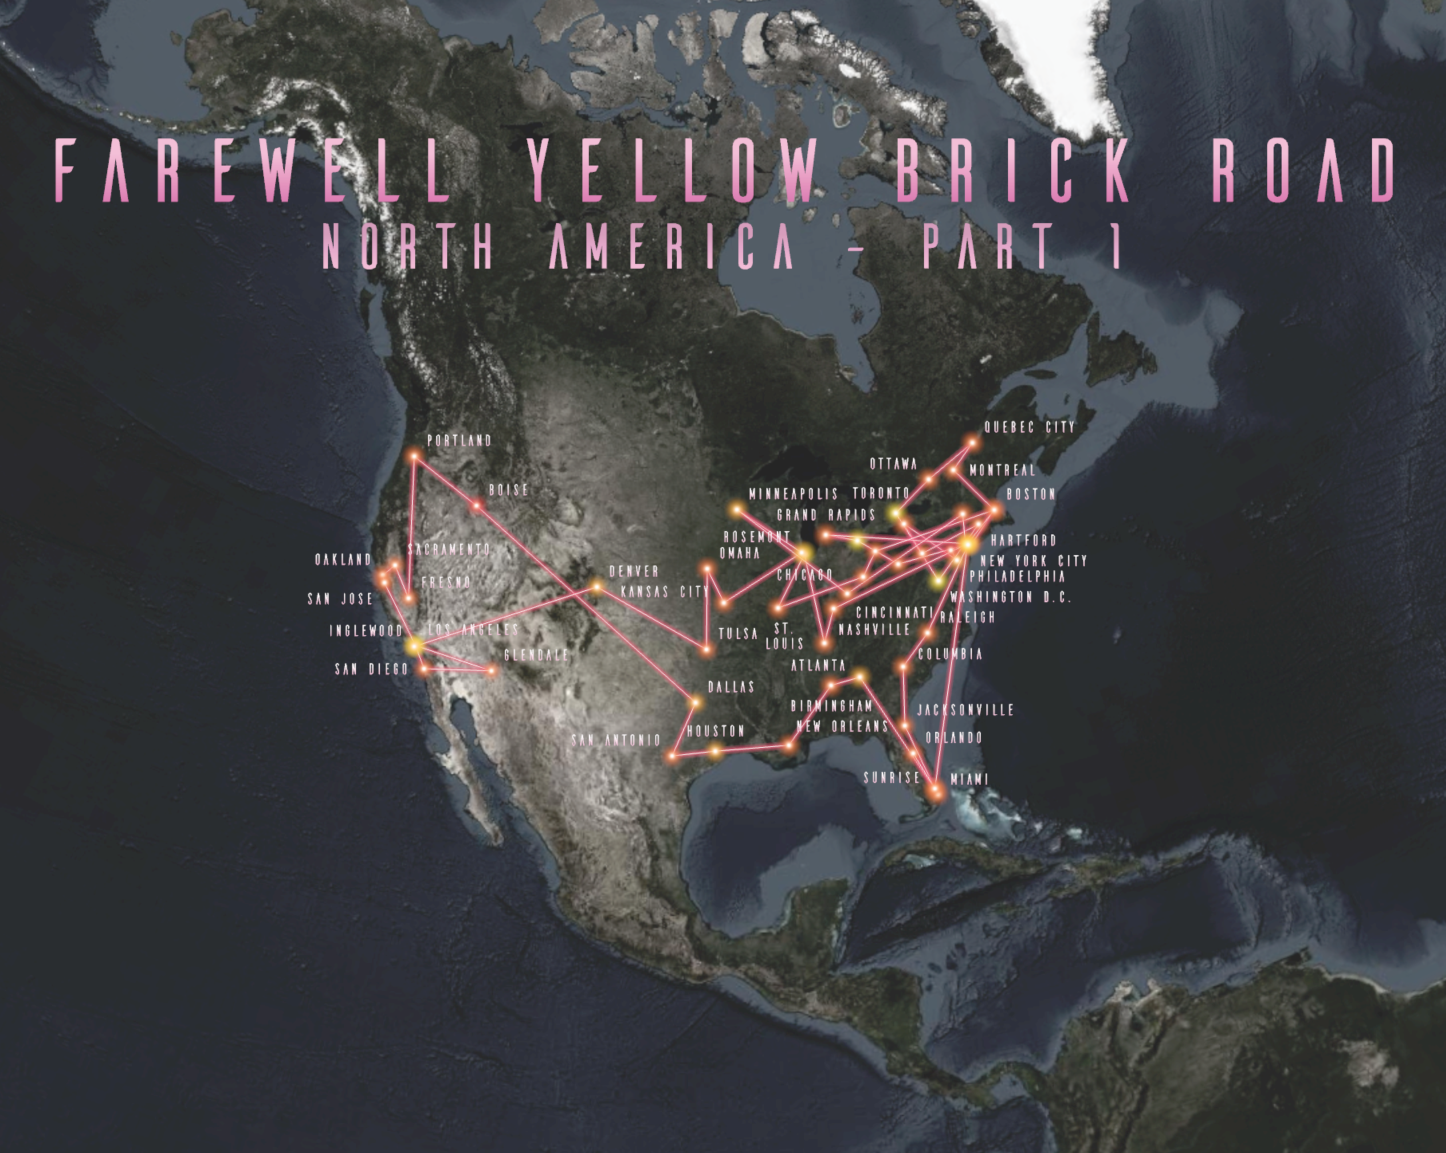 FAREWELL YELLOW BRICK ROAD
NORTH AMERICA - PART 1
QUEBEC CITY
PORTLAND
OTTAWA
MONTREAL
BOISE
MINNEAPOLIS
TORONTO
BOSTON
GRAND RAPIDS
ROSEMONT
HARTFORD
OAKLAND
SACRAMENTO
OMAHA
NEW YORK CITY
DENVER
CHICAGO
PHILADELPHIA
FRESNO
KANSAS CITY
SAN JOSE
WASHINGTON D.C.
CINCINNATI
RALEIGH
INGLEWOOD
LOS ANGELES
TULSA
ST.
LOUIS
NASHVILLE
GLENDALE
COLUMBIA
SAN DIEGO
ATLANTA
DALLAS
BIRMINGHAM
JACKSONVILLE
HOUSTON
NEW ORLEANS
SAN ANTONIO
ORLANDO
SUNRISE
MIAMI